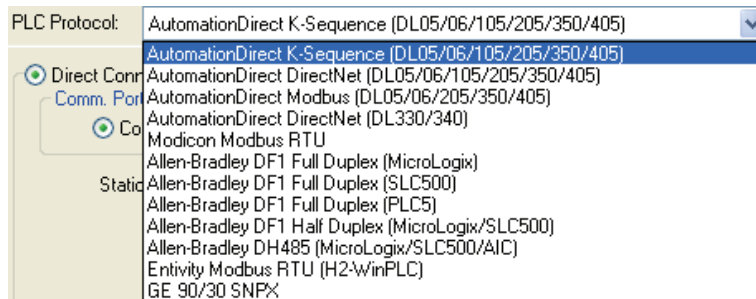 PLC Protocol: AutomationDirect K-Sequence (DL05/06/105/205/350/405)
AutomationDirect K-Sequence (DL05/06/105/205/350/405)
Direct Conn AutomationDirect DirectNet (DL05/06/105/205/350/405)
Comm. Port AutomationDirect Modbus (DL05/06/205/350/405)
AutomationDirect DirectNet (DL330/340)
Co Modicon Modbus RTU
Allen-Bradley DF1 Full Duplex (MicroLogix)
Static Allen-Bradley DF1 Full Duplex (SLC500)
Allen-Bradley DF1 Full Duplex (PLC5)
Allen-Bradley DF1 Half Duplex (MicroLogix/SLC500)
Allen-Bradley DH485 (MicroLogix/SLC500/AIC)
Entivity Modbus RTU (H2-WinPLC)
GE 90/30 SNPX